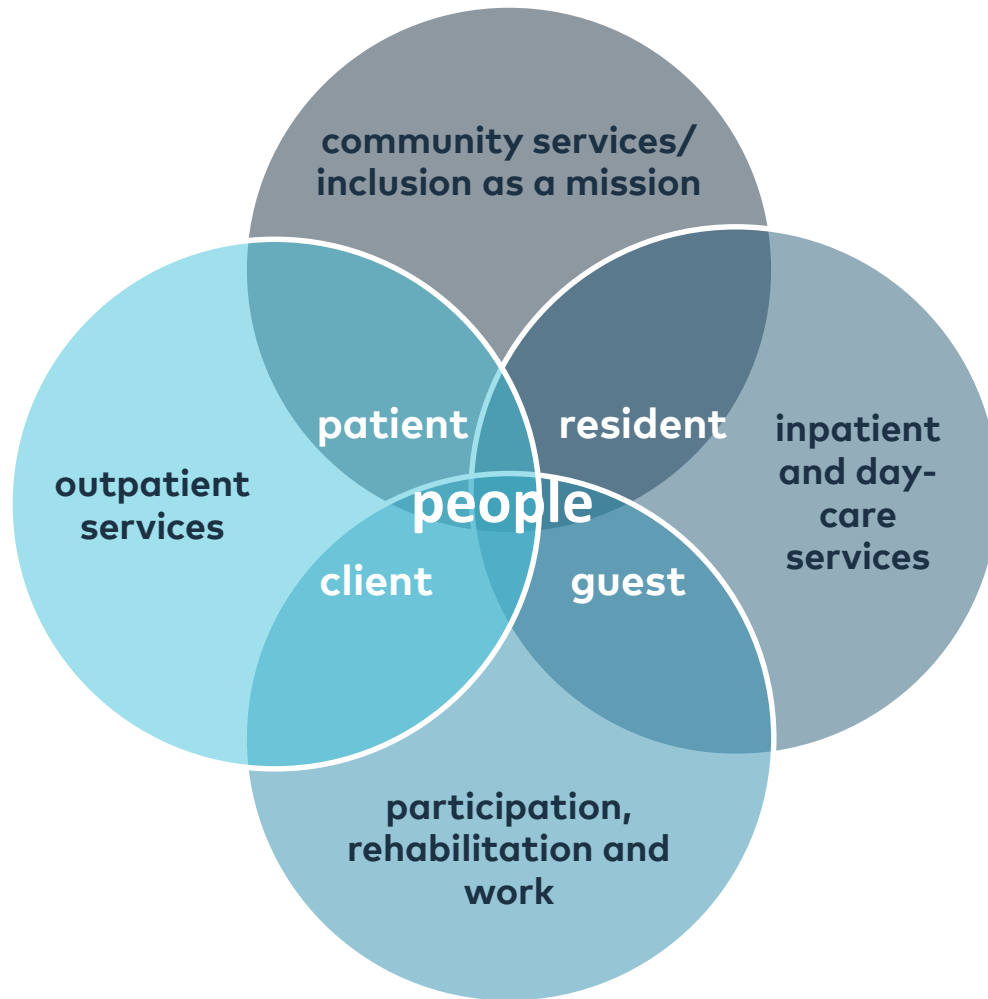 community services/
inclusion as a mission
patient
resident
outpatient
services
inpatient
and day-
care
services
people
client
guest
participation,
rehabilitation and
work